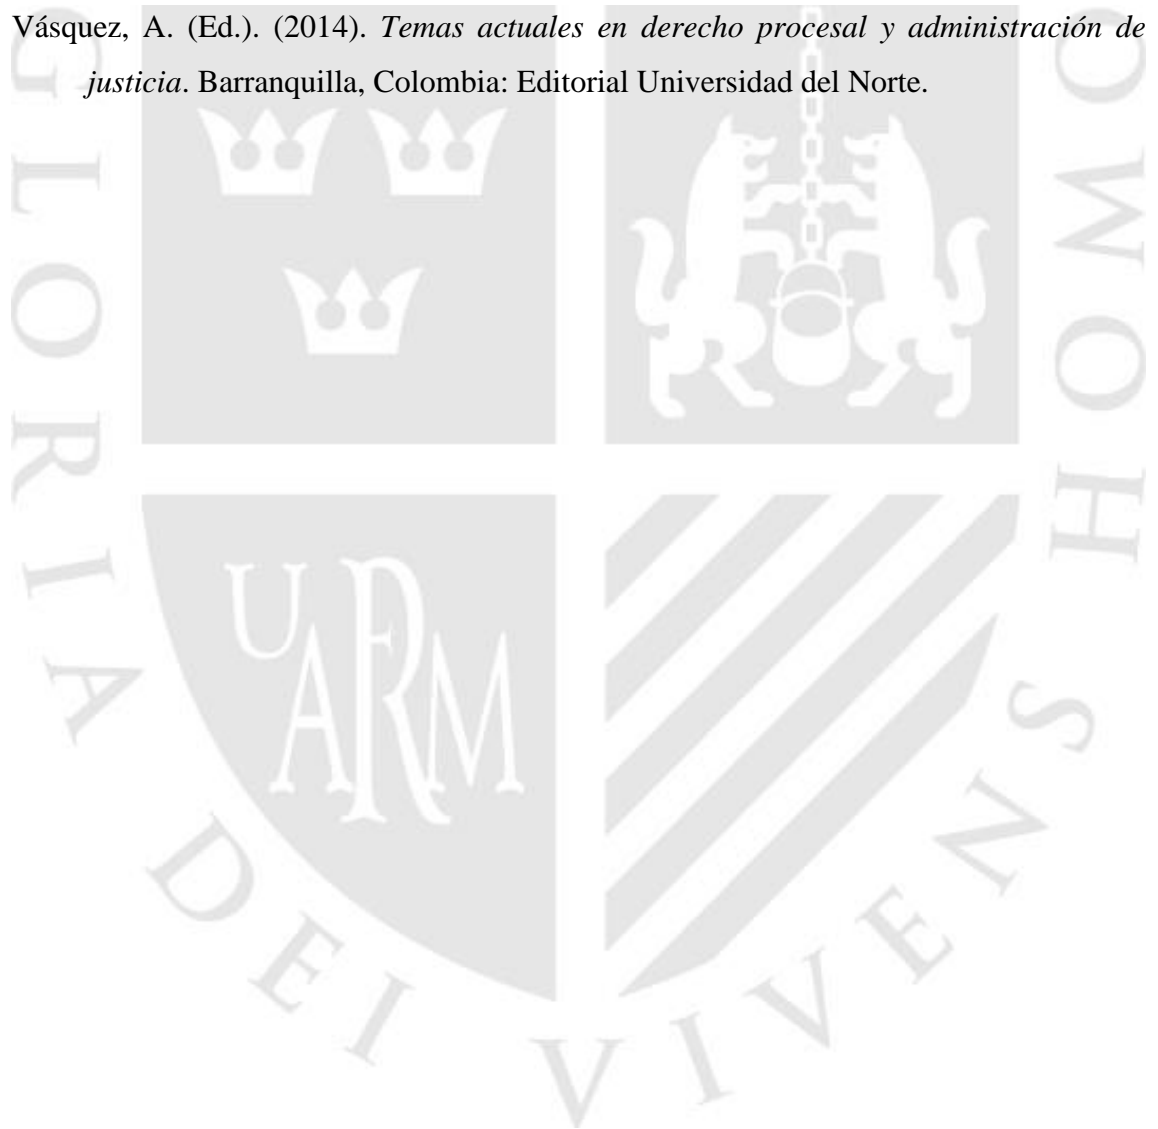 Vásquez, A. (Ed.). (2014). Temas actuales en derecho procesal y administración de
justicia. Barranquilla, Colombia: Editorial Universidad del Norte.
GLORIA DEI VIVENS HOMO
UARM